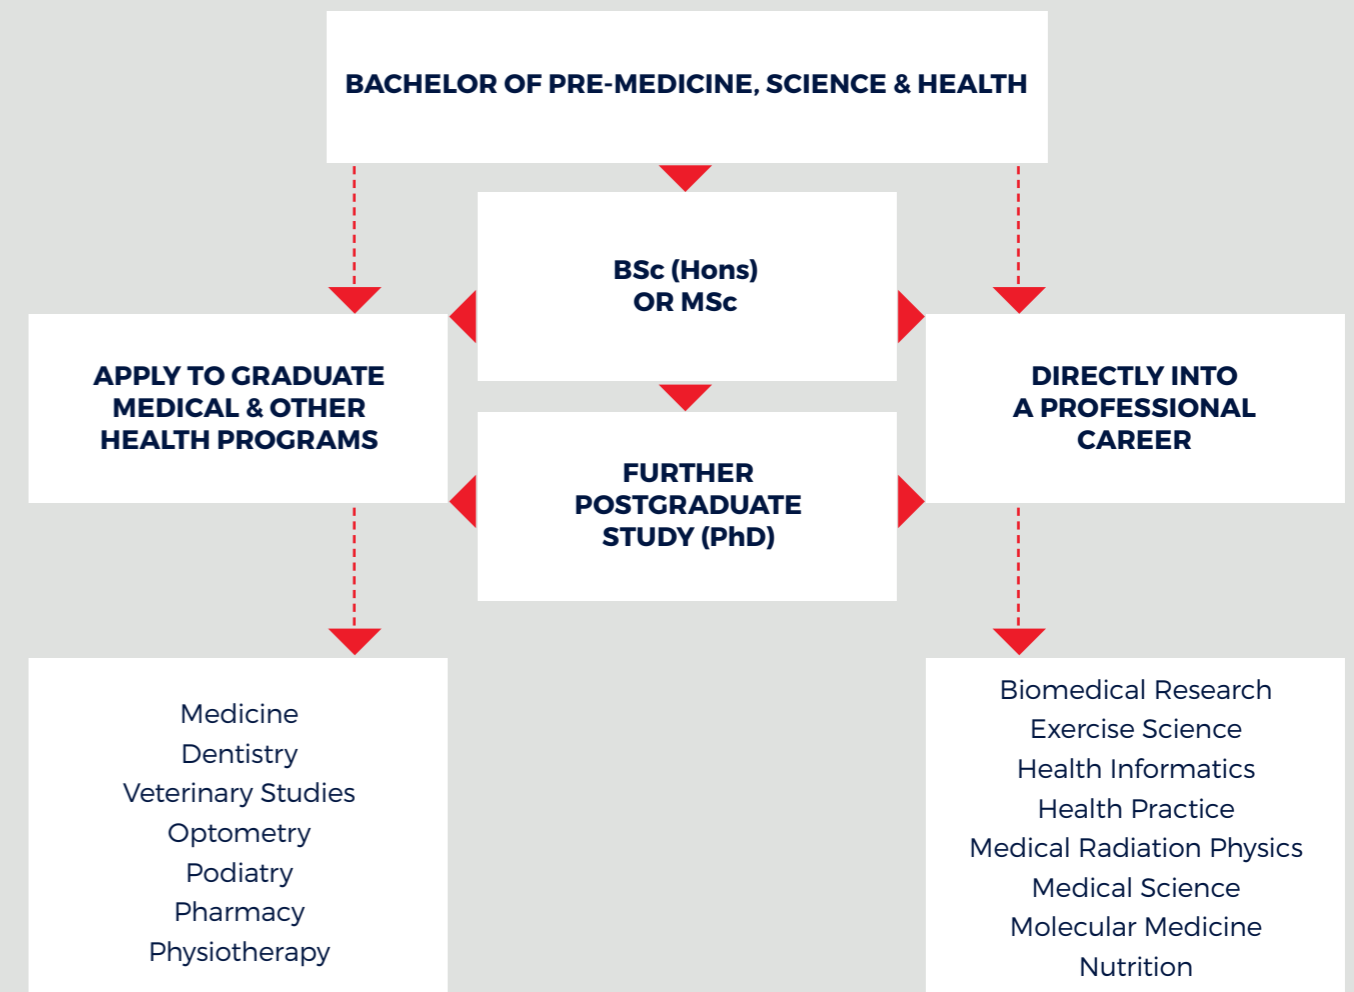 BACHELOR OF PRE-MEDICINE, SCIENCE & HEALTH
BSc (Hons)
OR MSc
APPLY TO GRADUATE
MEDICAL & OTHER
HEALTH PROGRAMS
DIRECTLY INTO
A PROFESSIONAL
CAREER
FURTHER
POSTGRADUATE
STUDY (PhD)
Medicine
Dentistry
Veterinary Studies
Optometry
Podiatry
Pharmacy
Physiotherapy
Biomedical Research
Exercise Science
Health Informatics
Health Practice
Medical Radiation Physics
Medical Science
Molecular Medicine
Nutrition